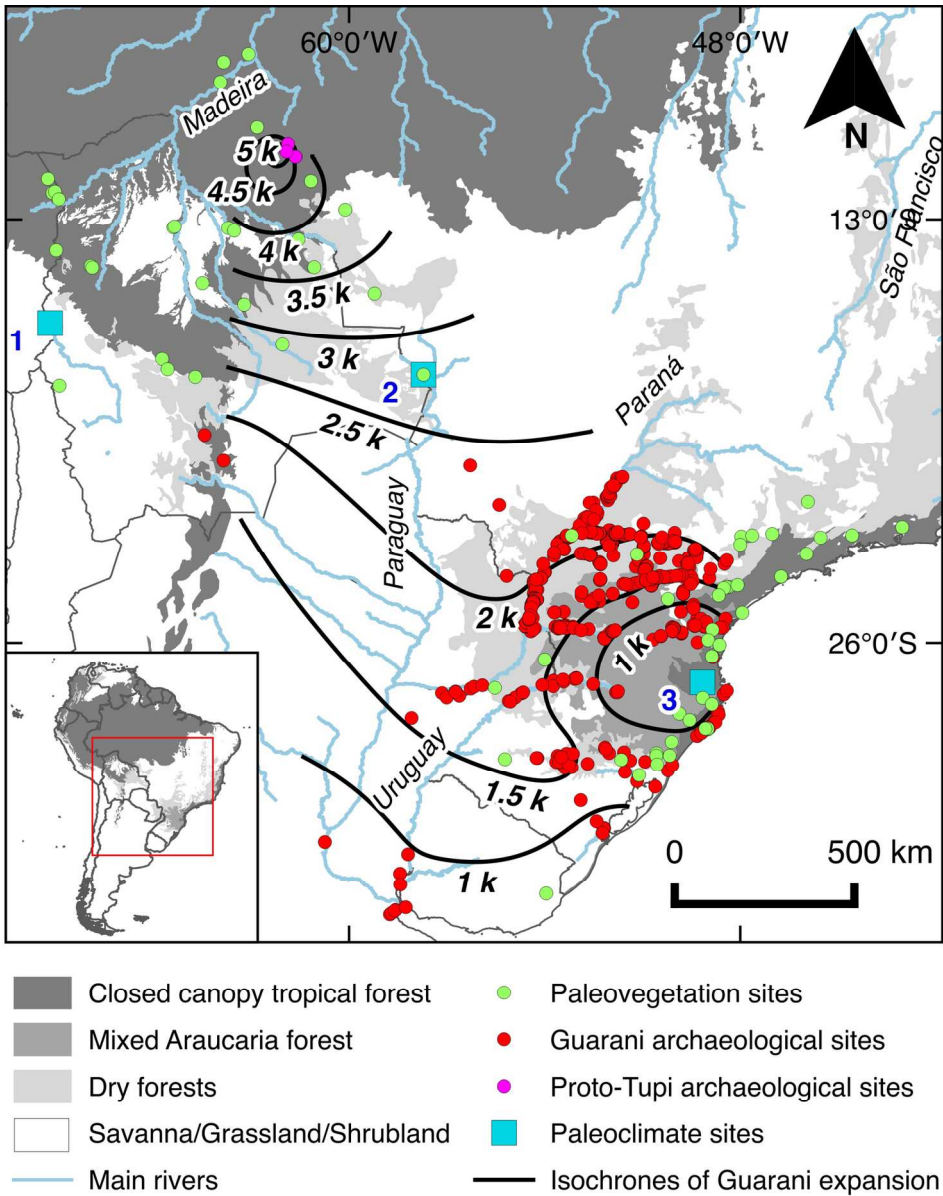 60°0'W
48°0'W
Madeira
N
5 k
4.5 k
São Francisco
13°0'0
4 k
3.5 k
1
3 k
2
Paraná
2.5 k
Paraguay
2 k
1 k
26°0'S
3
Uruguay
1.5 k
0
500 km
1 k
Closed canopy tropical forest
Paleovegetation sites
Mixed Araucaria forest
Guarani archaeological sites
Dry forests
Proto-Tupi archaeological sites
Savanna/Grassland/Shrubland
Paleoclimate sites
Main rivers
Isochrones of Guarani expansion